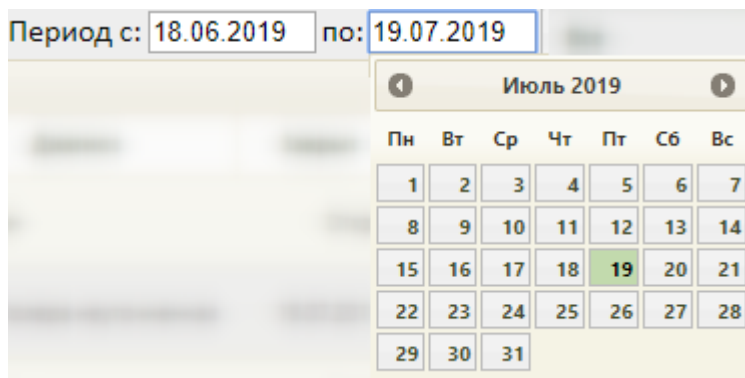 Период с: 18.06.2019 по: 19.07.2019
Июль 2019
Пн Вт Ср Чт Пт Сб Вс
1 2 3 4 5 6 7
8 9 10 11 12 13 14
15 16 17 18 19 20 21
22 23 24 25 26 27 28
29 30 31